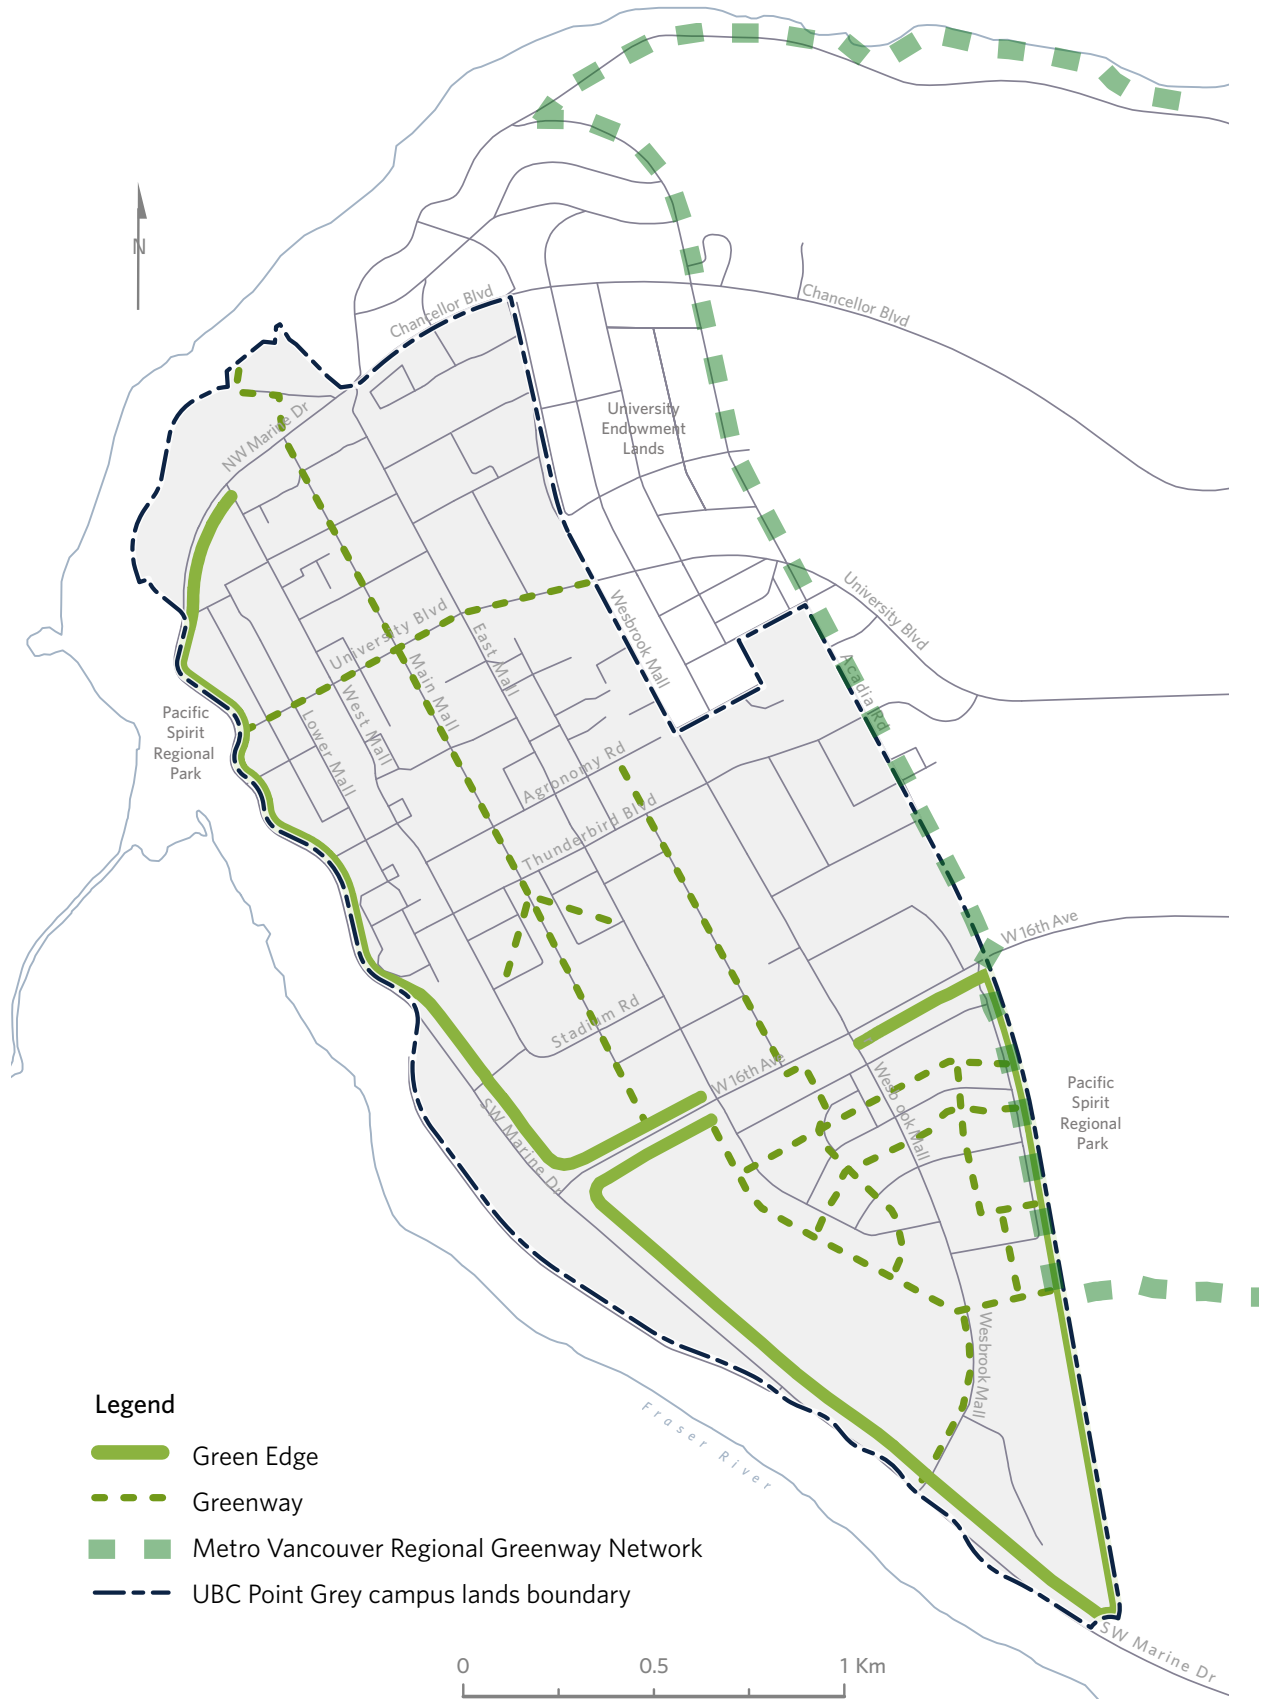 N
Chancellor Blvd
Chancellor Blvd
NW Marine Dr
University
Endowment
Lands
University Blvd
University Blvd
Wesbrook Mall
East Mall
Main Mall
West Mall
Lower Mall
Acadia Rd
Pacific
Spirit
Regional
Park
Agronomy Rd
Thunderbird Blvd
W 16th Ave
Stadium Rd
W 16th Ave
Wesbrook Mall
SW Marine Dr
Pacific
Spirit
Regional
Park
Wesbrook Mall
Fraser River
Legend
Green Edge
Greenway
Metro Vancouver Regional Greenway Network
UBC Point Grey campus lands boundary
SW Marine Dr
0 0.5 1 Km